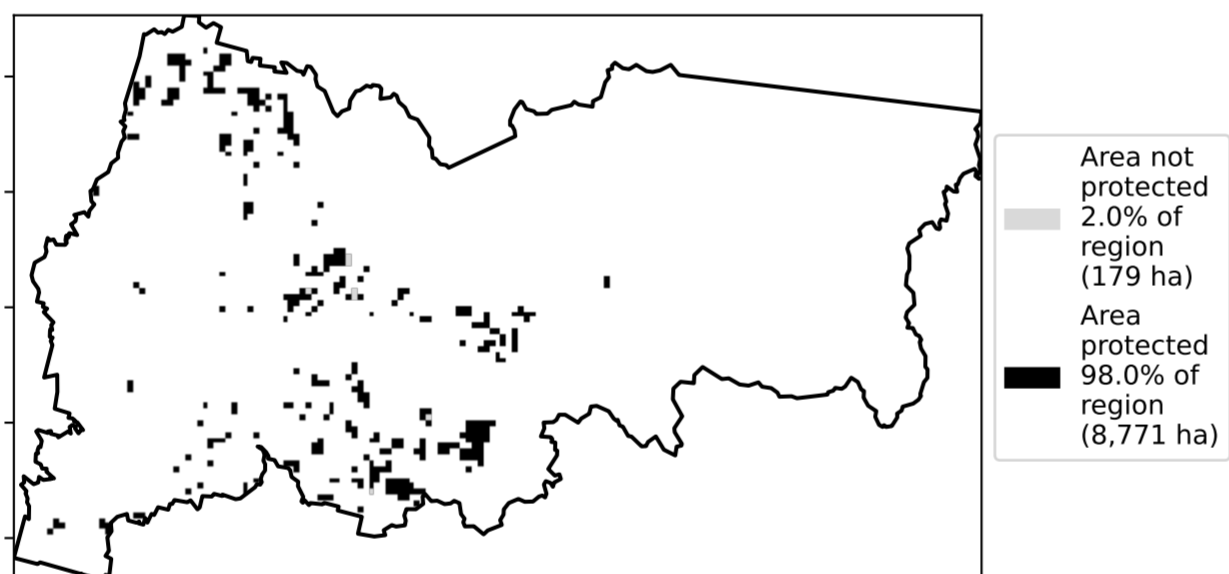 Area not
protected
2.0% of
region
(179 ha)
Area
protected
98.0% of
region
(8,771 ha)